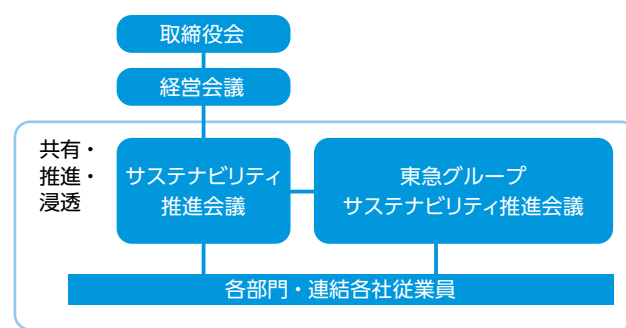 取締役会
経営会議
共有・
推進・
浸透
サステナビリティ
推進会議
東急グループ
サステナビリティ推進会議
各部門・連結各社従業員